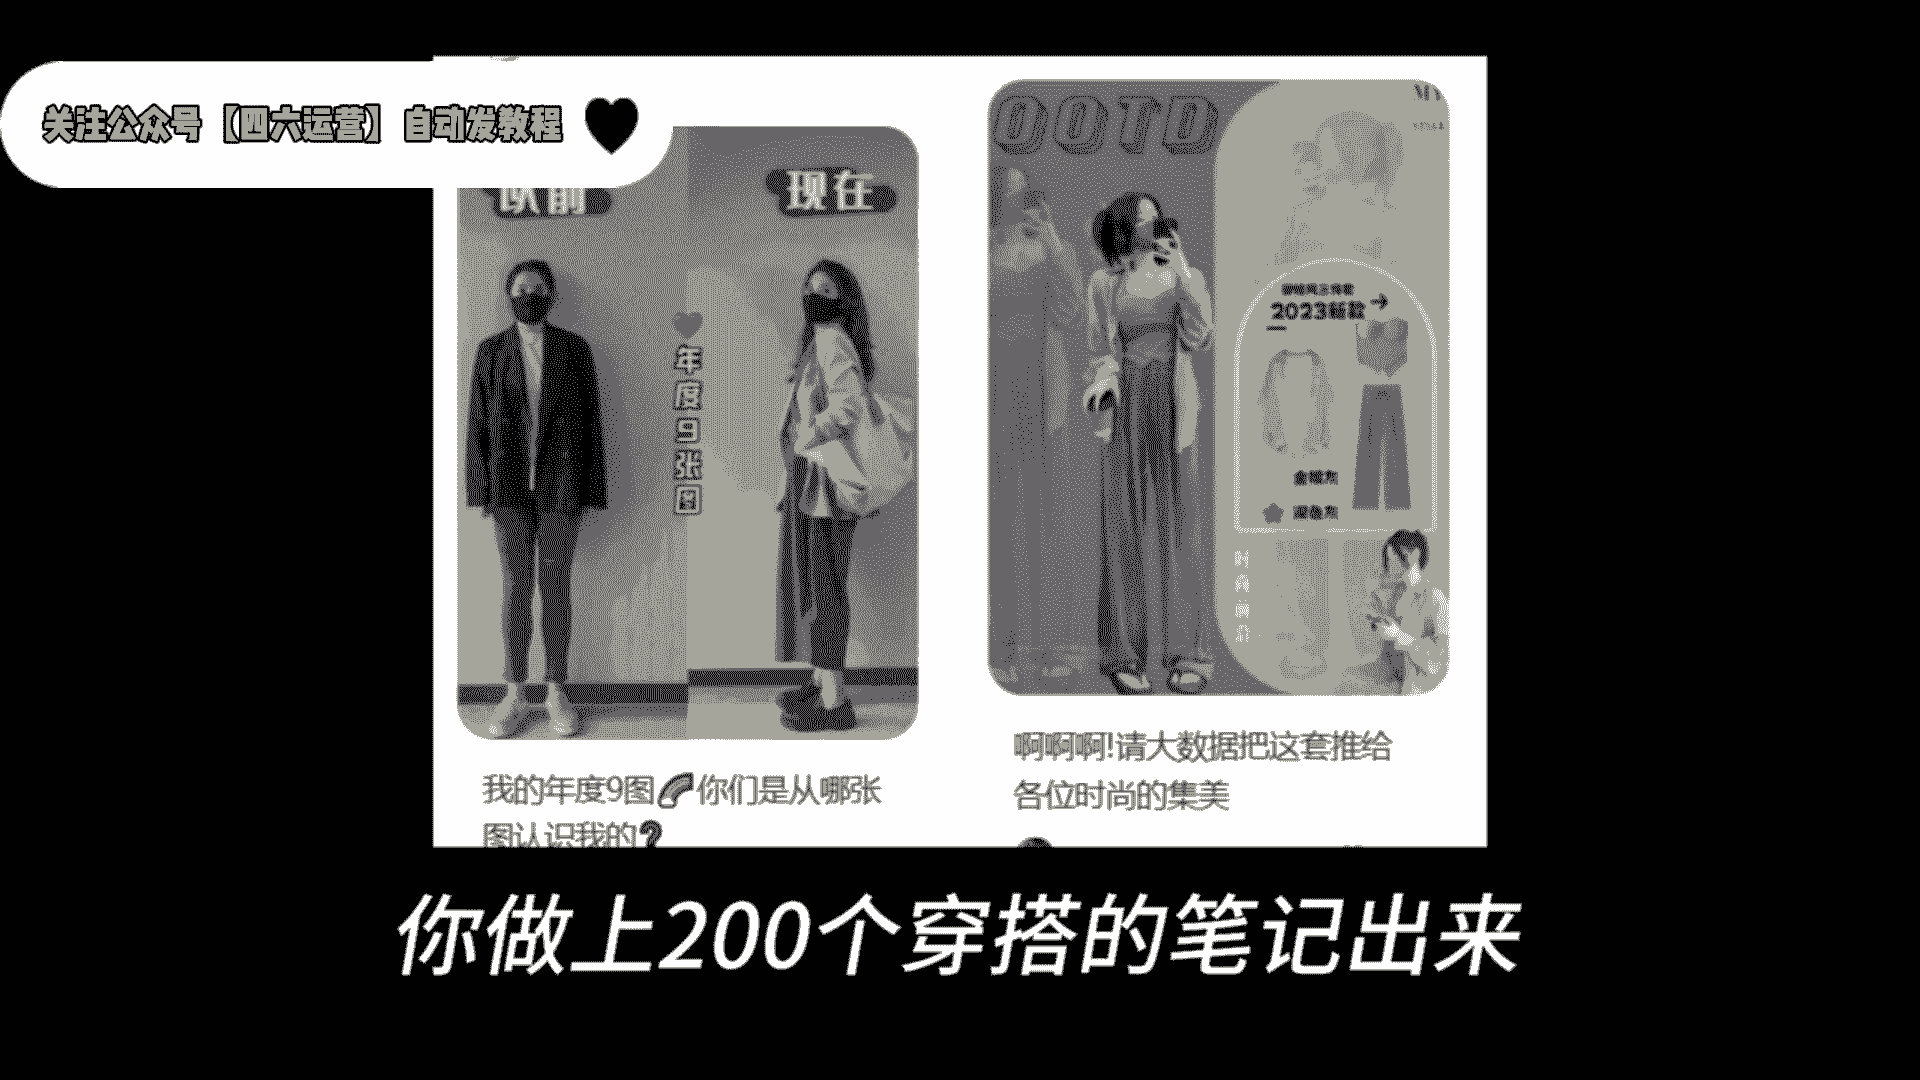 关注公众号【四六运营】自动发教程
以前
现在
年度9张图
OOTD
2023新款
我的年度9图🌈你们是从哪张
图认识我的❓
啊啊啊!请大数据把这套推给
各位时尚的集美
你做上200个穿搭的笔记出来